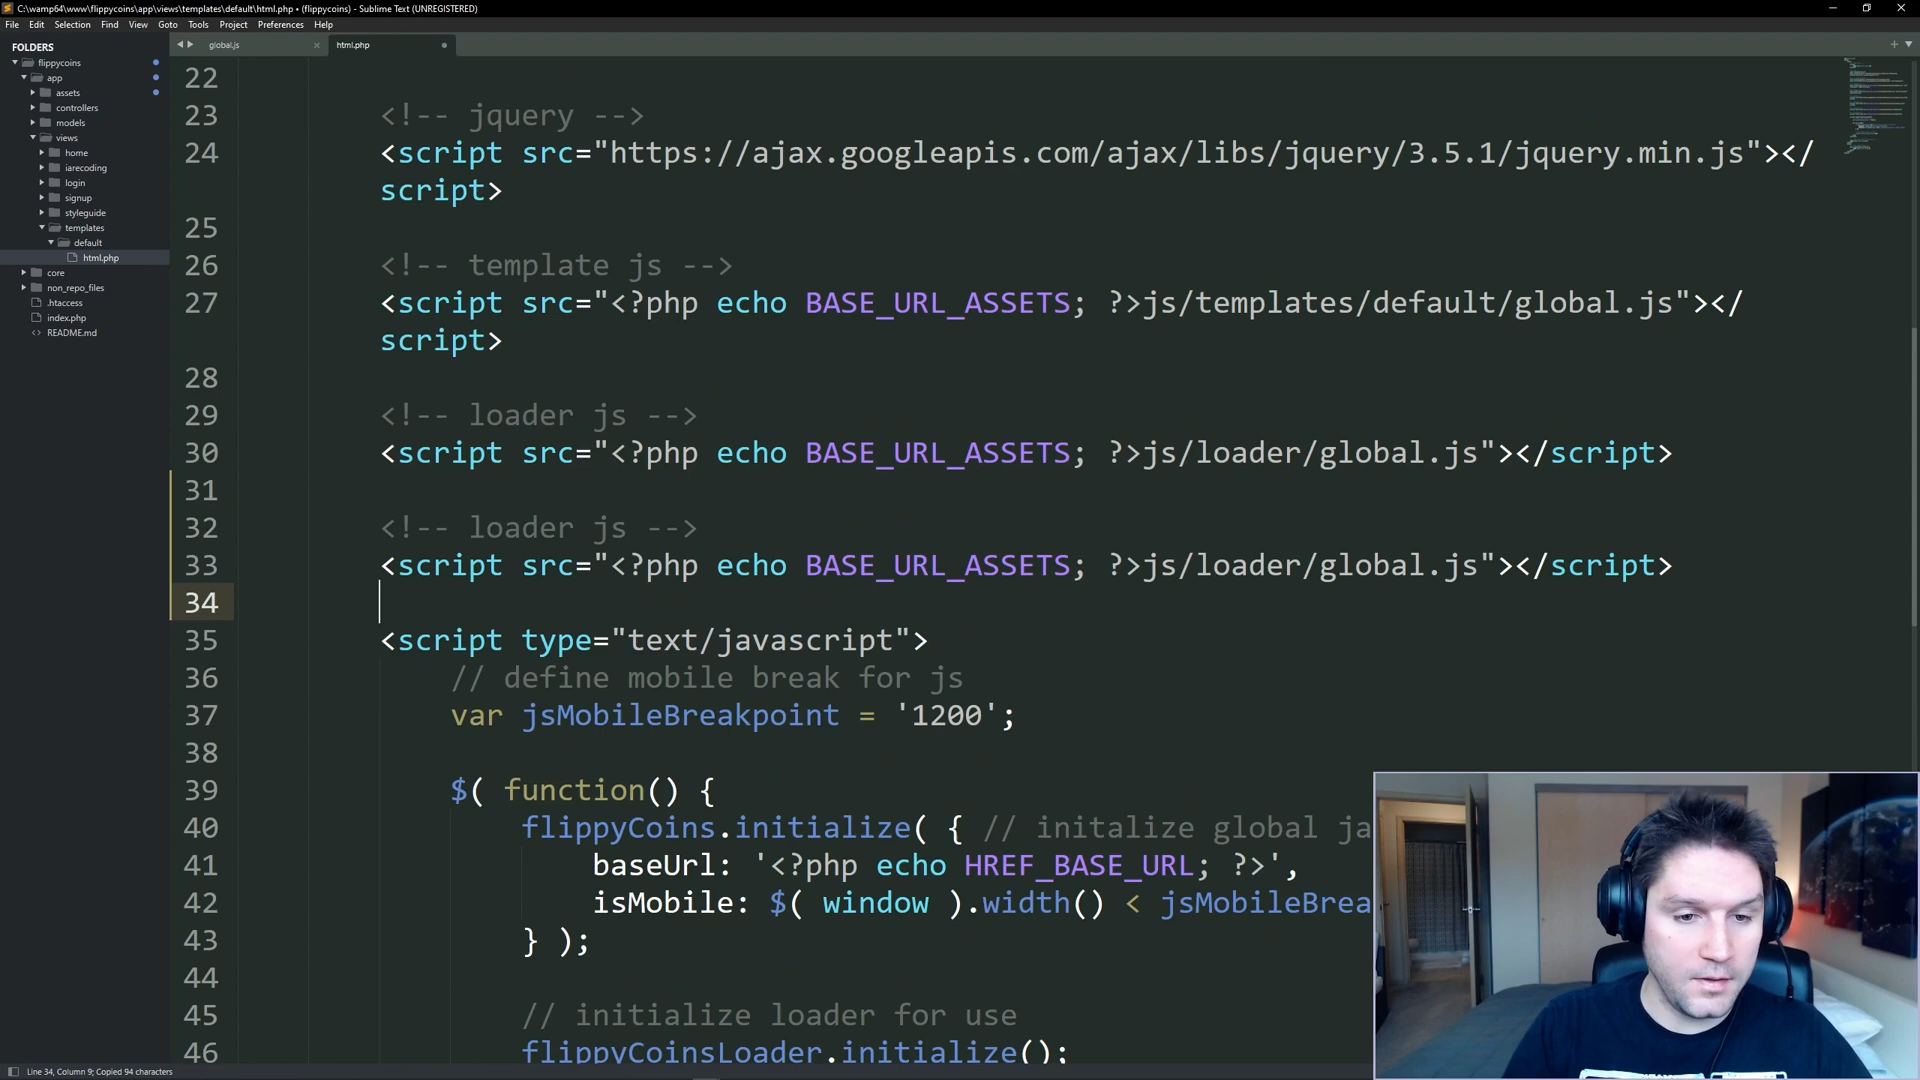 C:\wamp64\www\flippycoins\app\views\templates\default\html.php • (flippycoins) - Sublime Text (UNREGISTERED)
File Edit Selection Find View Goto Tools Project Preferences Help
FOLDERS
flippycoins
app
assets
controllers
models
views
home
iarecoding
login
signup
styleguide
templates
default
html.php
core
non_repo_files
.htaccess
index.php
README.md
global.js
html.php
22
23 <!-- jquery -->
24 <script src="https://ajax.googleapis.com/ajax/libs/jquery/3.5.1/jquery.min.js"></
script>
25
26 <!-- template js -->
27 <script src="<?php echo BASE_URL_ASSETS; ?>js/templates/default/global.js"></
script>
28
29 <!-- loader js -->
30 <script src="<?php echo BASE_URL_ASSETS; ?>js/loader/global.js"></script>
31
32 <!-- loader js -->
33 <script src="<?php echo BASE_URL_ASSETS; ?>js/loader/global.js"></script>
34
35 <script type="text/javascript">
36 // define mobile break for js
37 var jsMobileBreakpoint = '1200';
38
39 $( function() {
40 flippyCoins.initialize( { // initalize global ja
41 baseUrl: '<?php echo HREF_BASE_URL; ?>',
42 isMobile: $( window ).width() < jsMobileBrea
43 } );
44
45 // initialize loader for use
46 flippyCoinsLoader.initialize();
Line 34, Column 9; Copied 94 characters